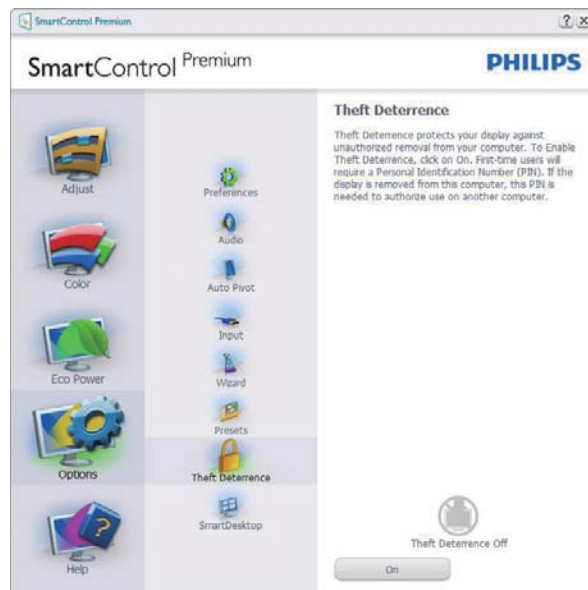 SmartControl Premium
? X
SmartControl Premium
PHILIPS
Adjust
Color
Eco Power
Options
Help
Preferences
Audio
Auto Pivot
Input
Wizard
Presets
Theft Deterrence
SmartDesktop
Theft Deterrence
Theft Deterrence protects your display against
unauthorized removal from your computer. To Enable
Theft Deterrence, click on On. First-time users will
require a Personal Identification Number (PIN). If the
display is removed from this computer, this PIN is
needed to authorize use on another computer.
Theft Deterrence Off
On